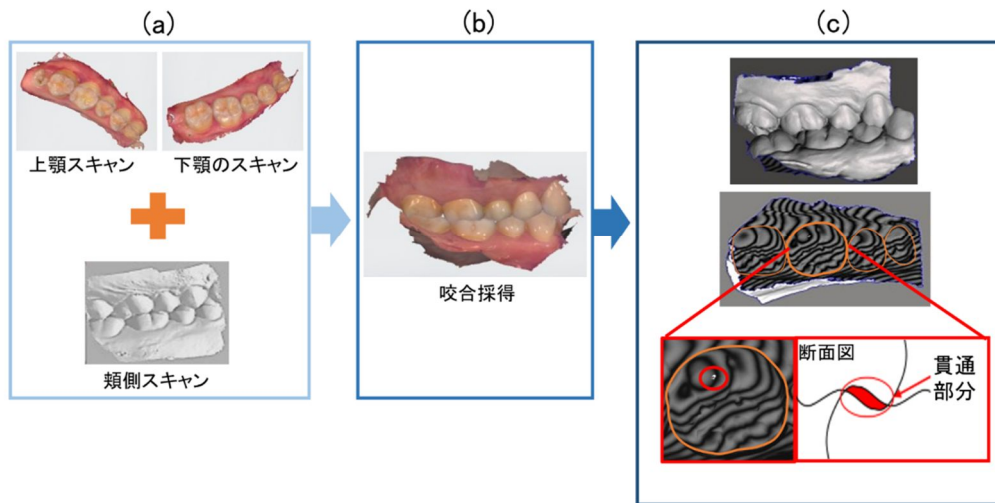 (a)
(b)
(c)
上顎スキャン
下顎のスキャン
頬側スキャン
咬合採得
断面図
貫通
部分